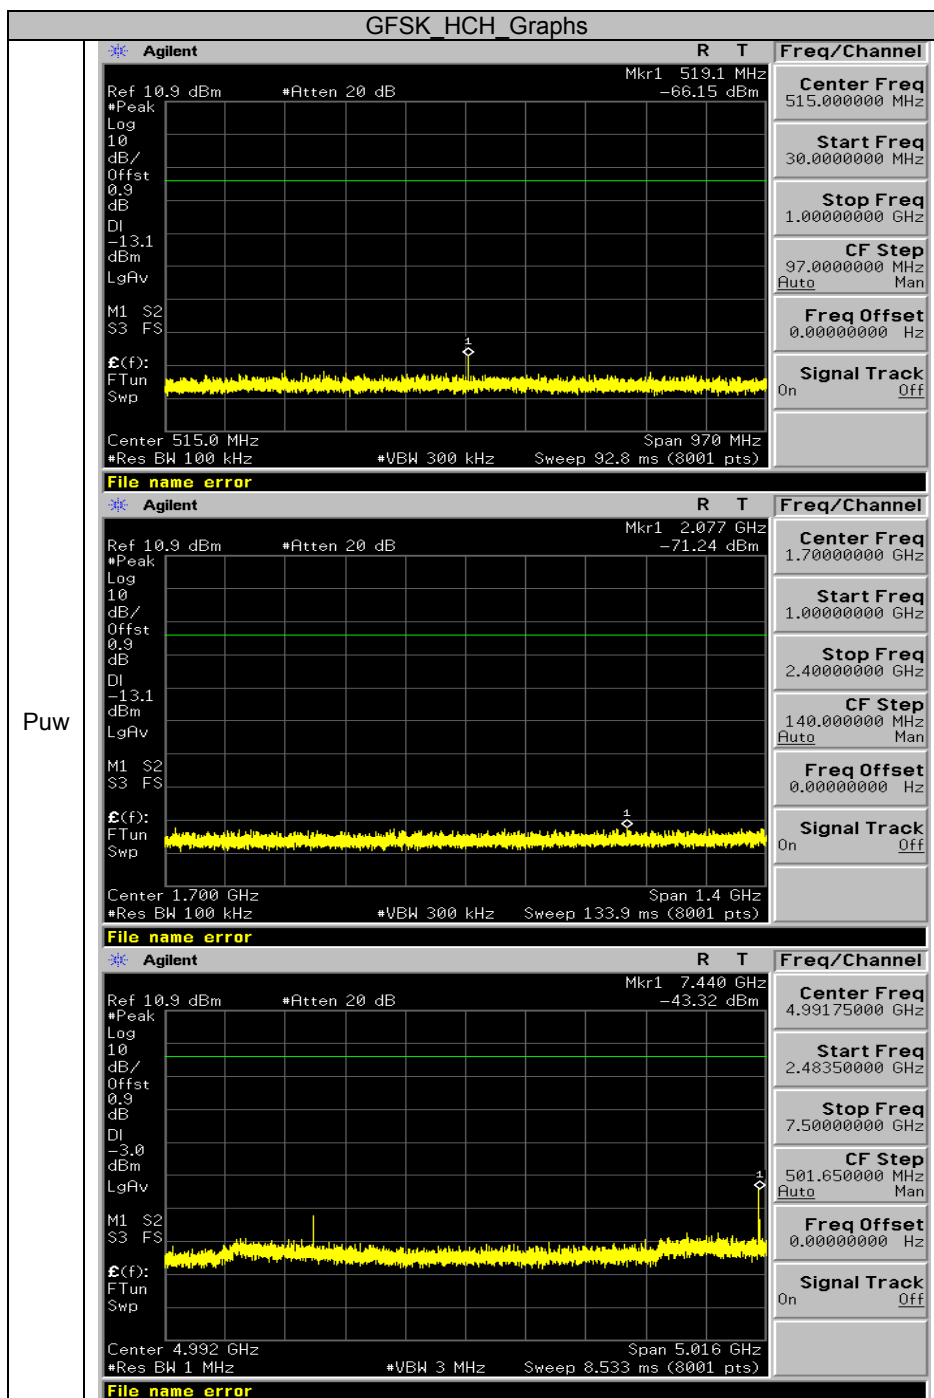 GFSK_HCH_Graphs
Puw
Agilent R T Freq/Channel
Mkr1 519.1 MHz
Ref 10.9 dBm #Atten 20 dB -66.15 dBm
#Peak
Log
10
dB/
Offst
0.9
dB
DI
-13.1
dBm
LgAv
M1 S2
S3 FS
£(f):
FTun
Swp
1
Center 515.0 MHz Span 970 MHz
#Res BW 100 kHz #VBW 300 kHz Sweep 92.8 ms (8001 pts)
File name error
Center Freq
515.000000 MHz
Start Freq
30.0000000 MHz
Stop Freq
1.00000000 GHz
CF Step
97.0000000 MHz
Auto Man
Freq Offset
0.00000000 Hz
Signal Track
On Off
Agilent R T Freq/Channel
Mkr1 2.077 GHz
Ref 10.9 dBm #Atten 20 dB -71.24 dBm
#Peak
Log
10
dB/
Offst
0.9
dB
DI
-13.1
dBm
LgAv
M1 S2
S3 FS
£(f):
FTun
Swp
1
Center 1.700 GHz Span 1.4 GHz
#Res BW 100 kHz #VBW 300 kHz Sweep 133.9 ms (8001 pts)
File name error
Center Freq
1.70000000 GHz
Start Freq
1.00000000 GHz
Stop Freq
2.40000000 GHz
CF Step
140.000000 MHz
Auto Man
Freq Offset
0.00000000 Hz
Signal Track
On Off
Agilent R T Freq/Channel
Mkr1 7.440 GHz
Ref 10.9 dBm #Atten 20 dB -43.32 dBm
#Peak
Log
10
dB/
Offst
0.9
dB
DI
-3.0
dBm
LgAv
M1 S2
S3 FS
£(f):
FTun
Swp
1
Center 4.992 GHz Span 5.016 GHz
#Res BW 1 MHz #VBW 3 MHz Sweep 8.533 ms (8001 pts)
File name error
Center Freq
4.99175000 GHz
Start Freq
2.48350000 GHz
Stop Freq
7.50000000 GHz
CF Step
501.650000 MHz
Auto Man
Freq Offset
0.00000000 Hz
Signal Track
On Off